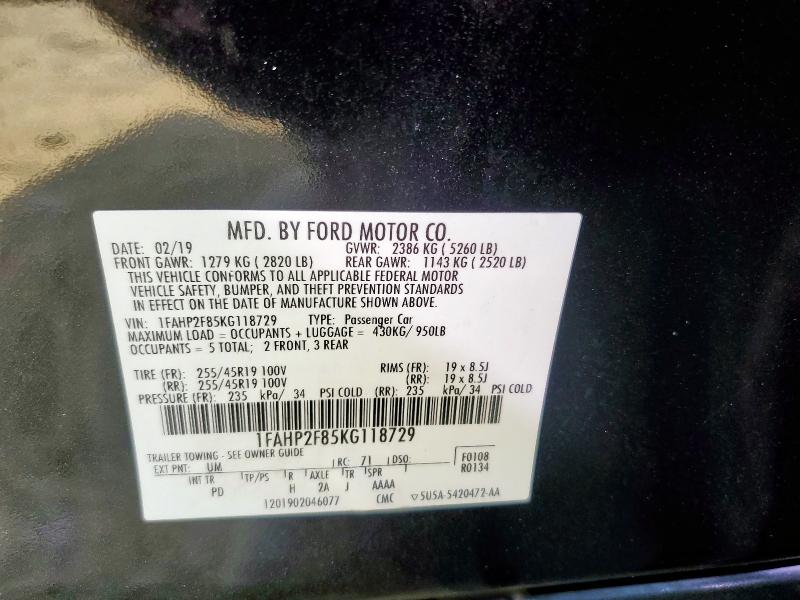 MFD. BY FORD MOTOR CO.
DATE: 02/19 GVWR: 2386 KG ( 5260 LB)
FRONT GAWR: 1279 KG ( 2820 LB) REAR GAWR: 1143 KG ( 2520 LB)
THIS VEHICLE CONFORMS TO ALL APPLICABLE FEDERAL MOTOR
VEHICLE SAFETY, BUMPER, AND THEFT PREVENTION STANDARDS
IN EFFECT ON THE DATE OF MANUFACTURE SHOWN ABOVE.
VIN: 1FAHP2F85KG118729 TYPE: Passenger Car
MAXIMUM LOAD = OCCUPANTS + LUGGAGE = 430KG/ 950LB
OCCUPANTS = 5 TOTAL; 2 FRONT, 3 REAR
TIRE (FR): 255/45R19 100V RIMS (FR): 19 x 8.5J
(RR): 255/45R19 100V (RR): 19 x 8.5J
PRESSURE (FR): 235 kPa/ 34 PSI COLD (RR): 235 kPa/ 34 PSI COLD
1FAHP2F85KG118729
TRAILER TOWING - SEE OWNER GUIDE
EXT PNT: UM RC: 71 DSO: F0108
R0134
INT TR TP/PS R AXLE TR SPR
PD H 2A J AAAA
1201902046077 CMC ▽5U5A-5420472-AA